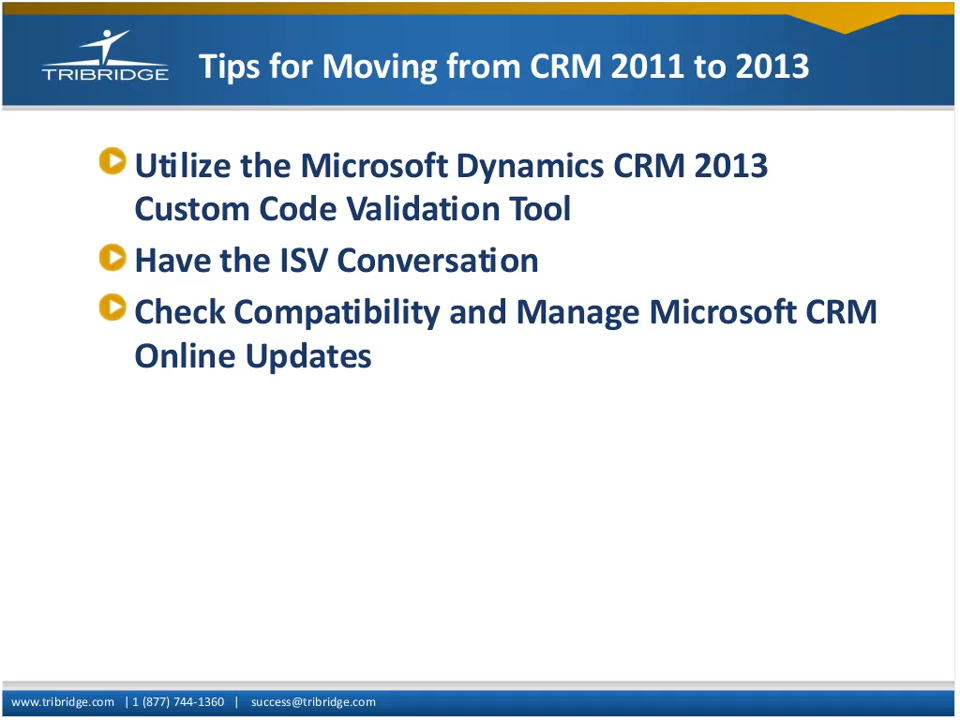 TRIBRIDGE
Tips for Moving from CRM 2011 to 2013
Utilize the Microsoft Dynamics CRM 2013
Custom Code Validation Tool
Have the ISV Conversation
Check Compatibility and Manage Microsoft CRM
Online Updates
www.tribridge.com | 1 (877) 744-1360 | success@tribridge.com